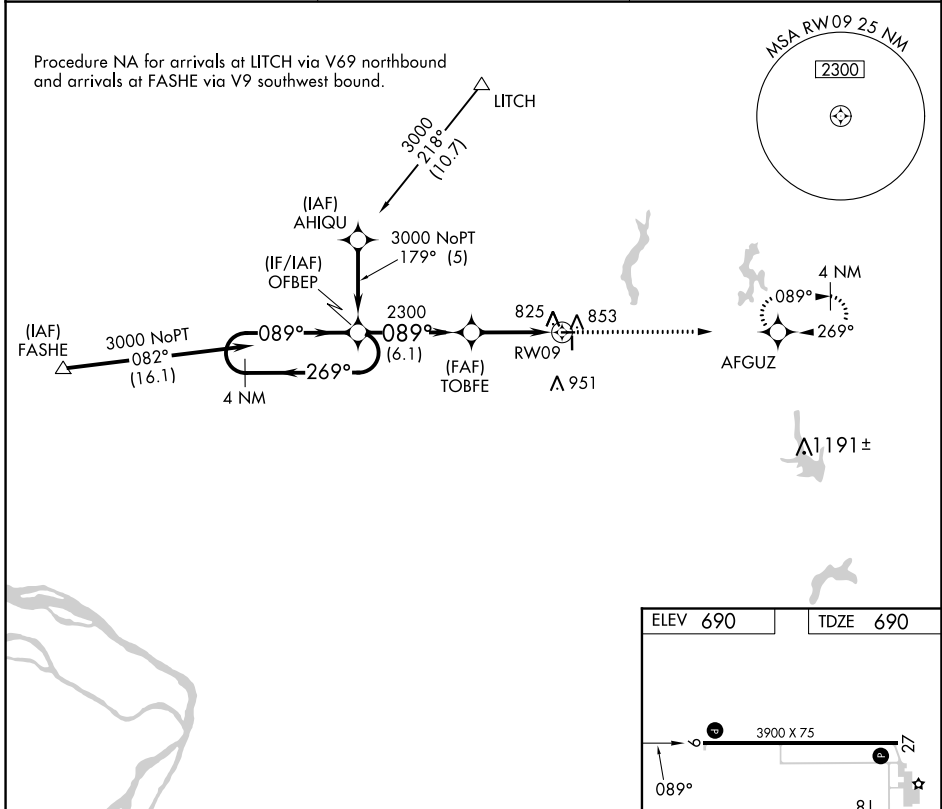 Procedure NA for arrivals at LITCH via V69 northbound
and arrivals at FASHE via V9 southwest bound.
MSA RW09 25 NM
2300
LITCH
3000
218°
(10.7)
(IAF)
AHIQU
3000 NoPT
179° (5)
(IF/IAF)
OFBEP
(IAF)
FASHE
3000 NoPT
082°
(16.1)
089°
269°
4 NM
2300
089°
(6.1)
(FAF)
TOBFE
825
853
RW09
951
4 NM
089°
269°
AFGUZ
1191±
ELEV 690
TDZE 690
9
P
3900 X 75
27
P
089°
81